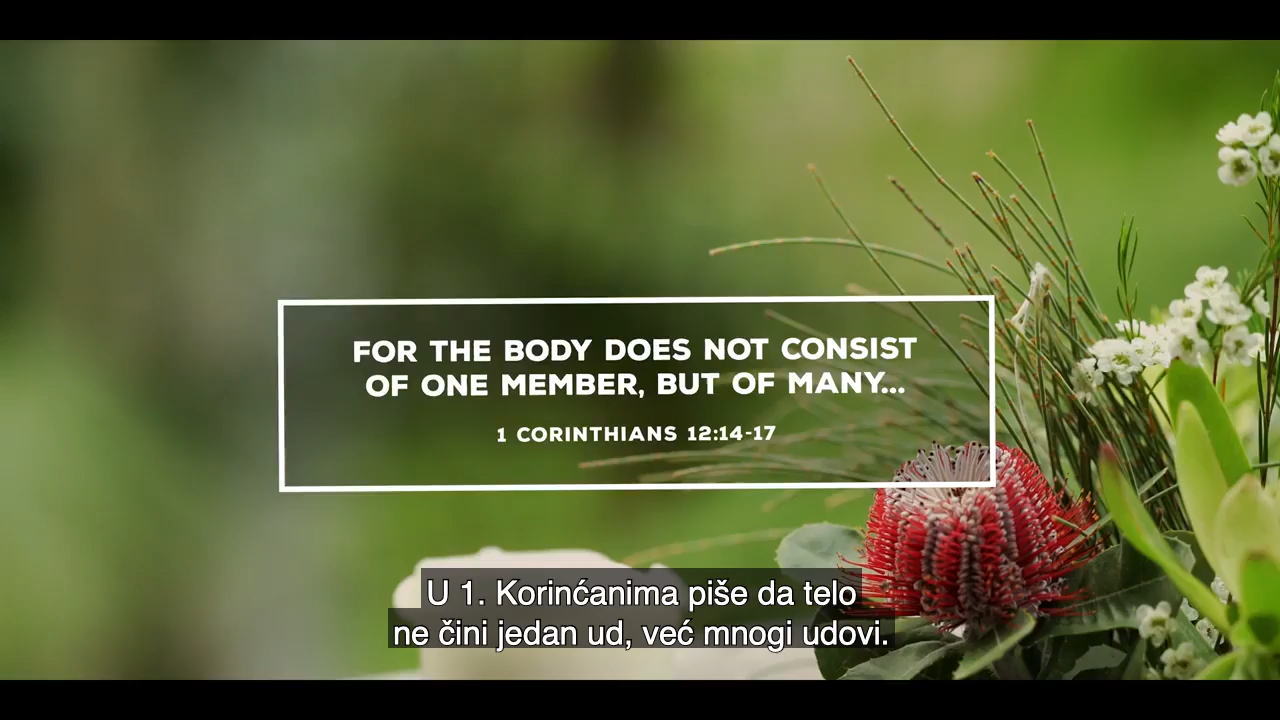 FOR THE BODY DOES NOT CONSIST
OF ONE MEMBER, BUT OF MANY...
1 CORINTHIANS 12:14-17
U 1. Korinćanima piše da telo
ne čini jedan ud, već mnogi udovi.